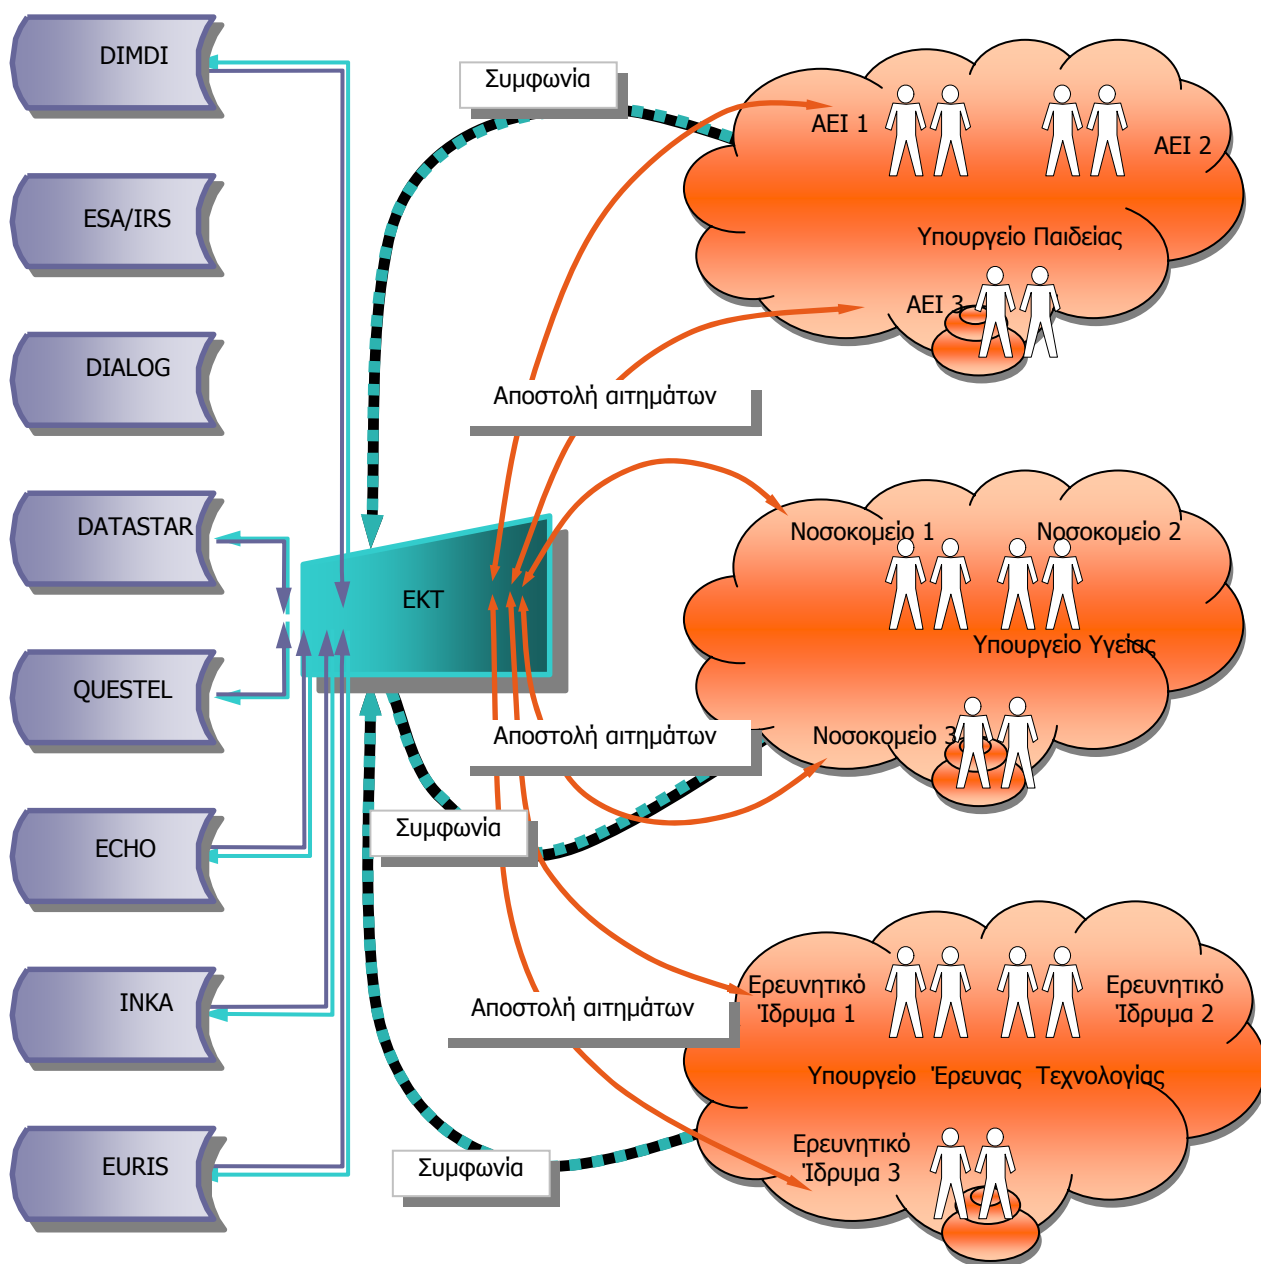 DIMDI
ESA/IRS
DIALOG
DATASTAR
QUESTEL
ECHO
INKA
EURIS
ΕΚΤ
Συμφωνία
Αποστολή αιτημάτων
Αποστολή αιτημάτων
Συμφωνία
Αποστολή αιτημάτων
Συμφωνία
ΑΕΙ 1
ΑΕΙ 2
Υπουργείο Παιδείας
ΑΕΙ 3
Νοσοκομείο 1
Νοσοκομείο 2
Υπουργείο Υγείας
Νοσοκομείο 3
Ερευνητικό
Ίδρυμα 1
Ερευνητικό
Ίδρυμα 2
Υπουργείο Έρευνας Τεχνολογίας
Ερευνητικό
Ίδρυμα 3